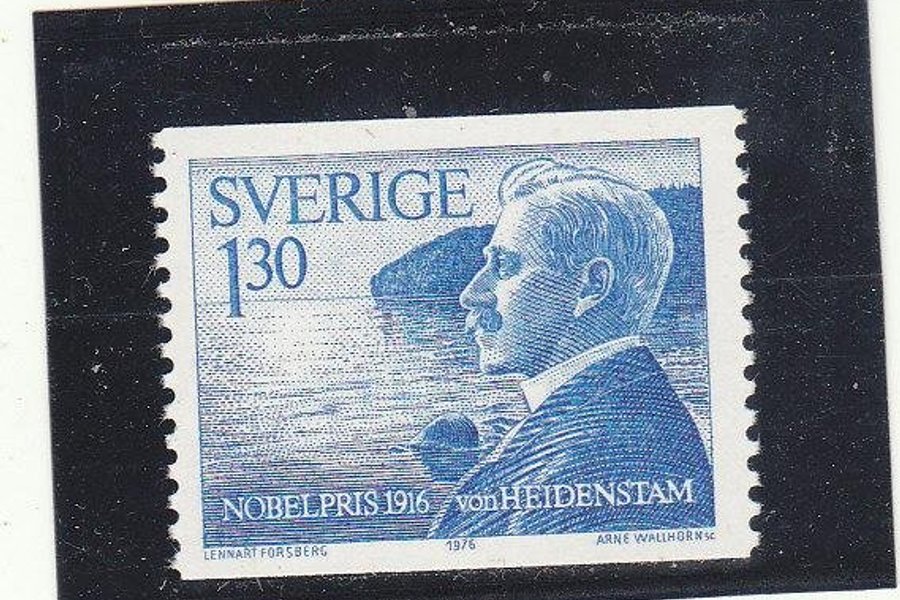 SVERIGE
1.30
NOBELPRIS 1916 von HEIDENSTAM
LENNART FORSBERG 1976 ARNE WALLHORN sc